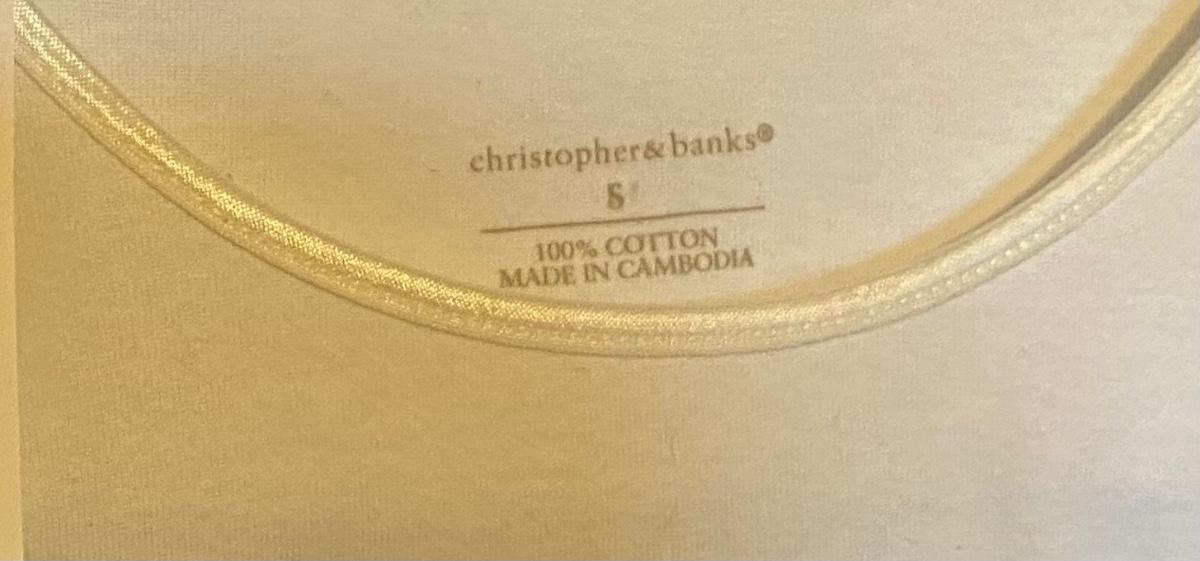 christopher&banks®
S
100% COTTON
MADE IN CAMBODIA